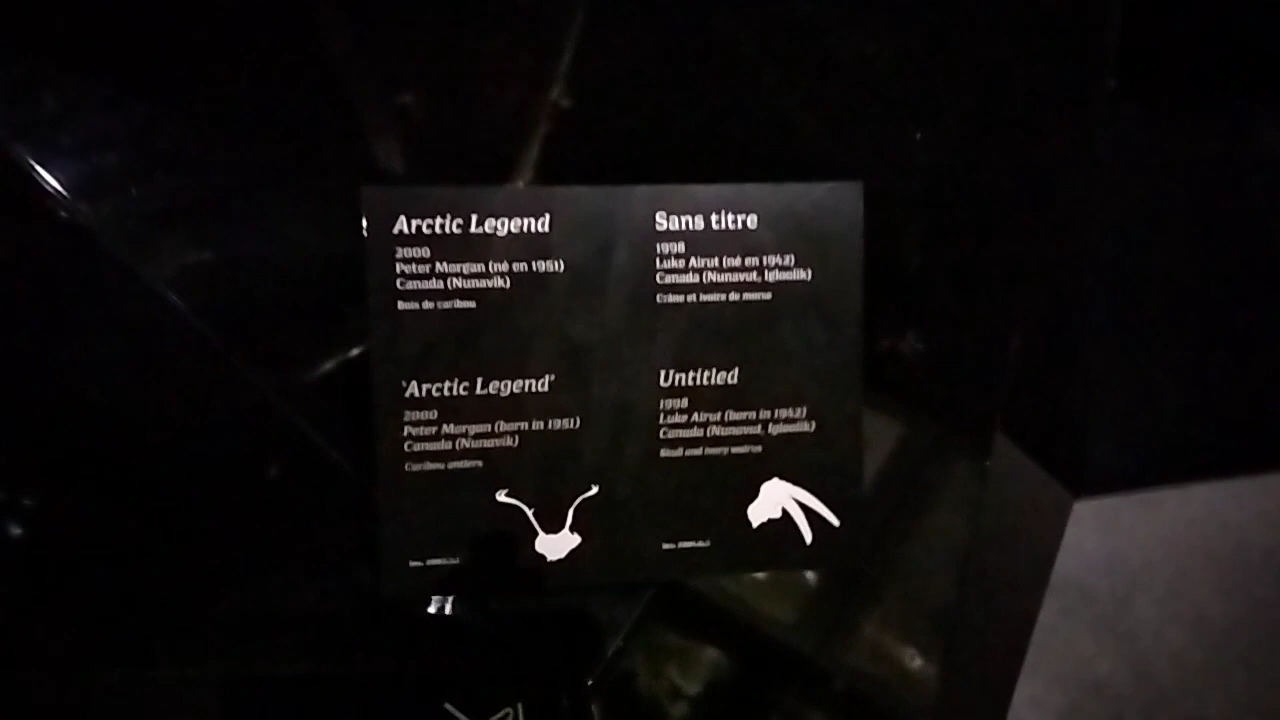 Arctic Legend
2000
Peter Morgan (né en 1951)
Canada (Nunavik)
Bois de caribou
'Arctic Legend'
2000
Peter Morgan (born in 1951)
Canada (Nunavik)
Caribou antlers
Sans titre
1998
Luke Airut (né en 1942)
Canada (Nunavut, Igloolik)
Crâne et ivoire de morse
Untitled
1998
Luke Airut (born in 1942)
Canada (Nunavut, Igloolik)
Skull and ivory walrus
Inv.
Inv.